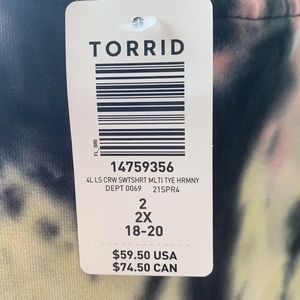 TORRID
FL_886
14759356
4L LS CRW SWTSHRT MLTI TYE HRMNY
DEPT 0069 21SPR4
2
2X
18-20
$59.50 USA
$74.50 CAN